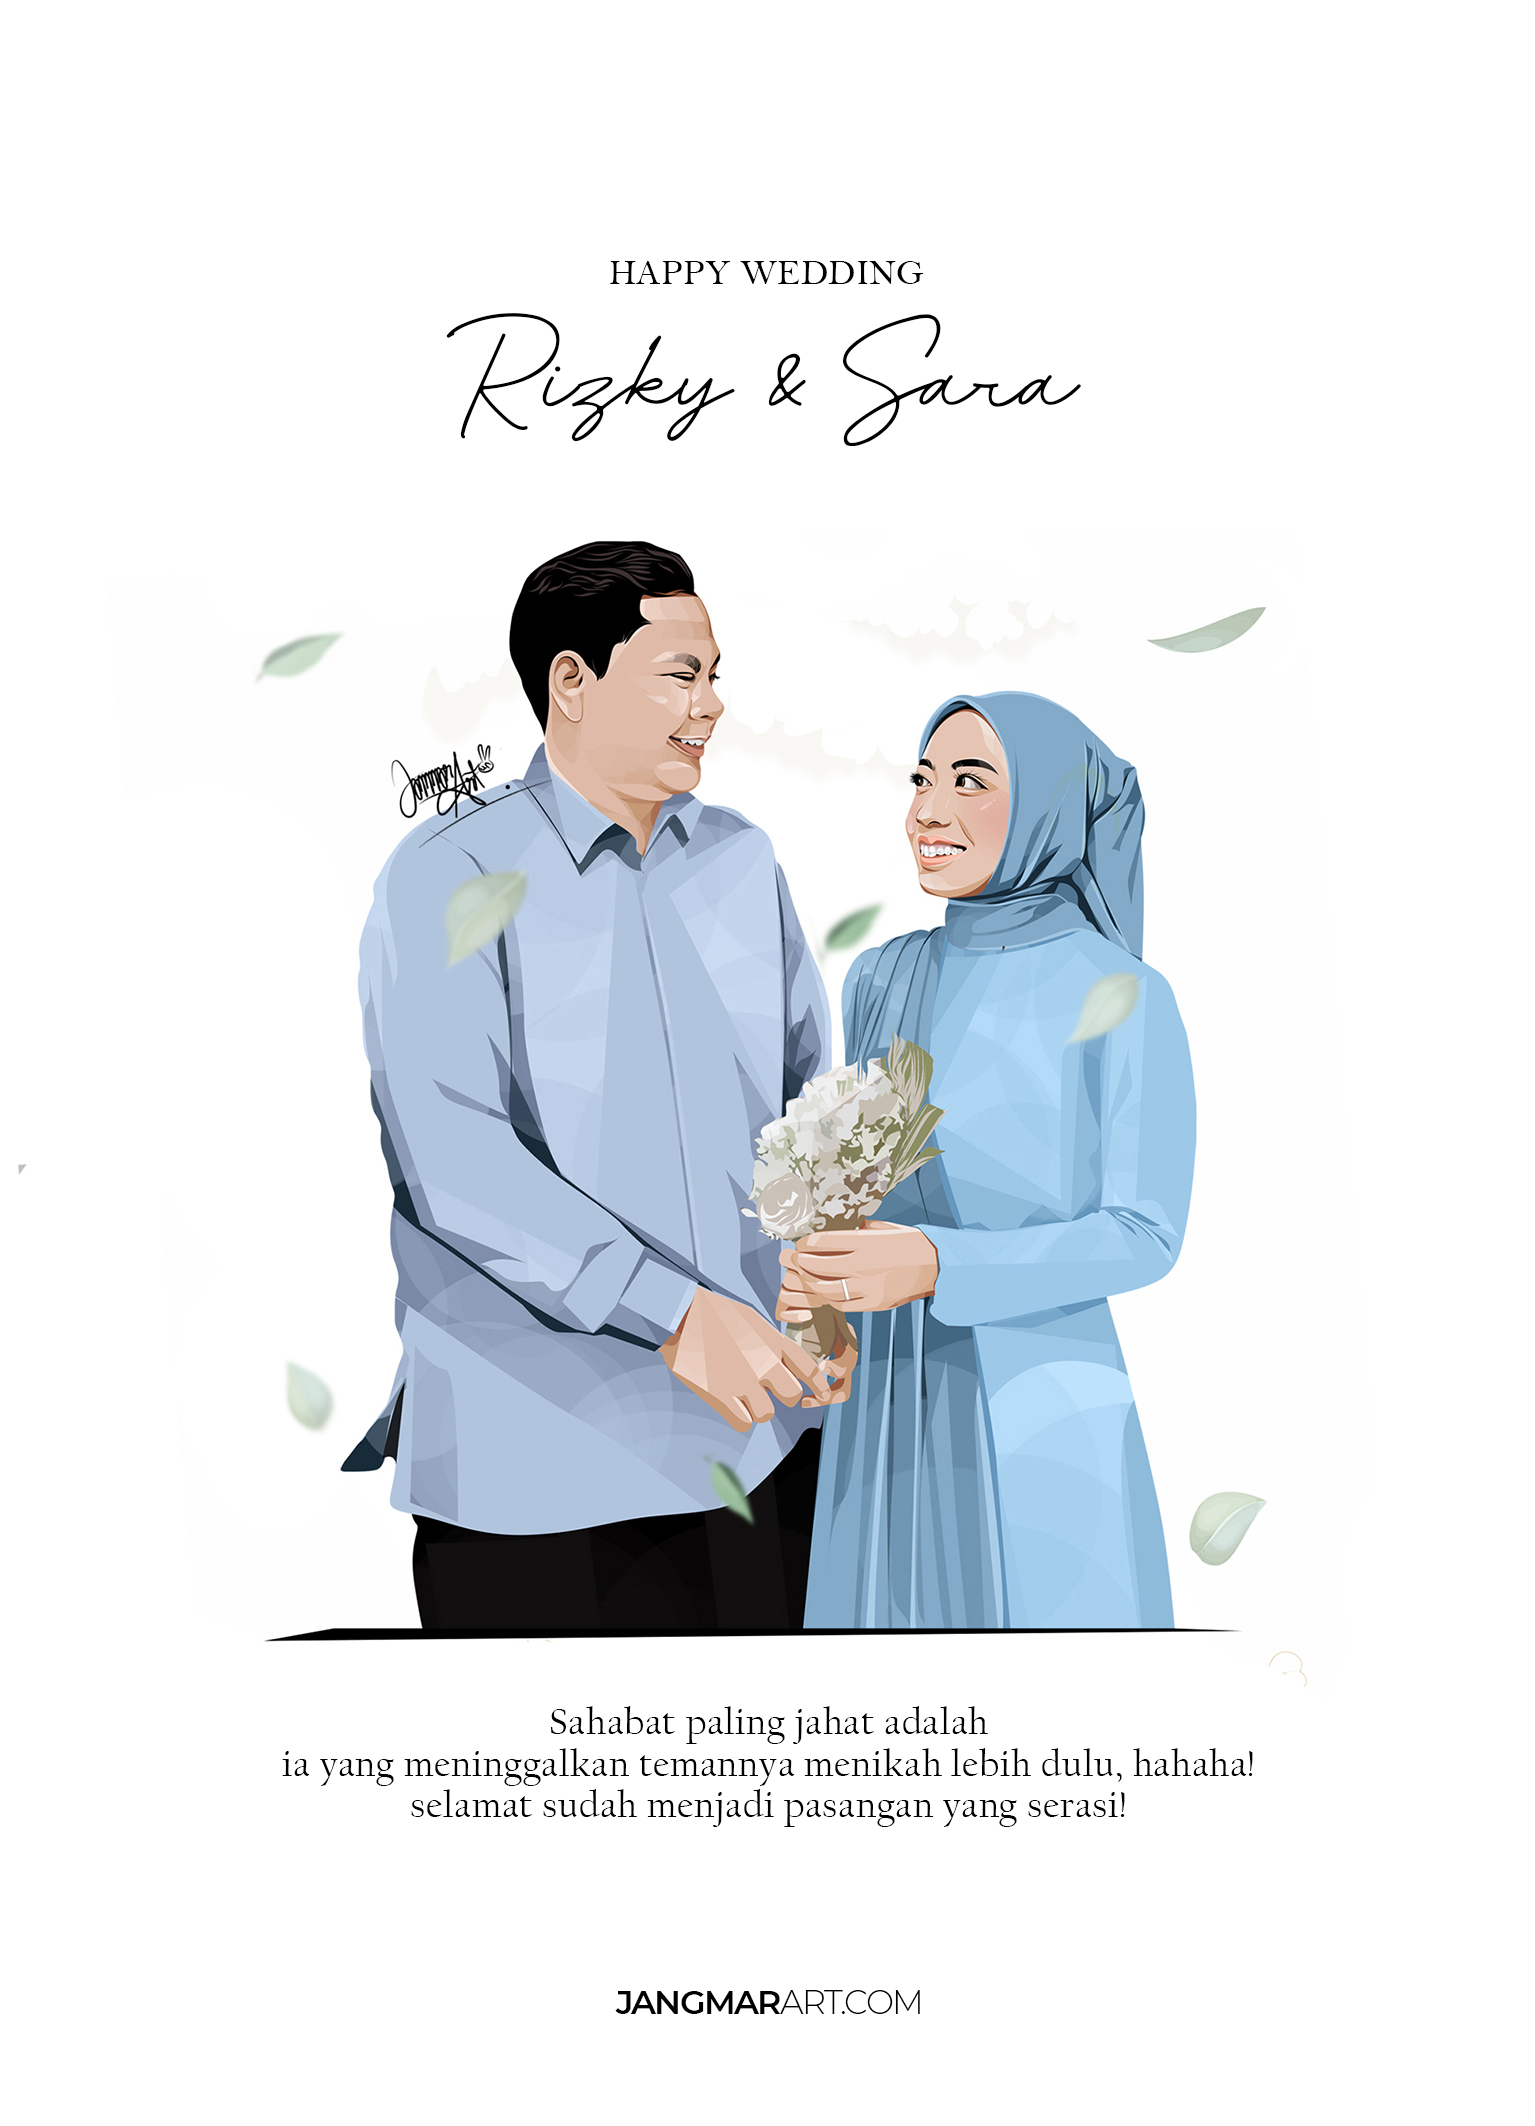 HAPPY WEDDING
Rizky & Sara
Sahabat paling jahat adalah
ia yang meninggalkan temannya menikah lebih dulu, hahaha!
selamat sudah menjadi pasangan yang serasi!
JANGMARART.COM